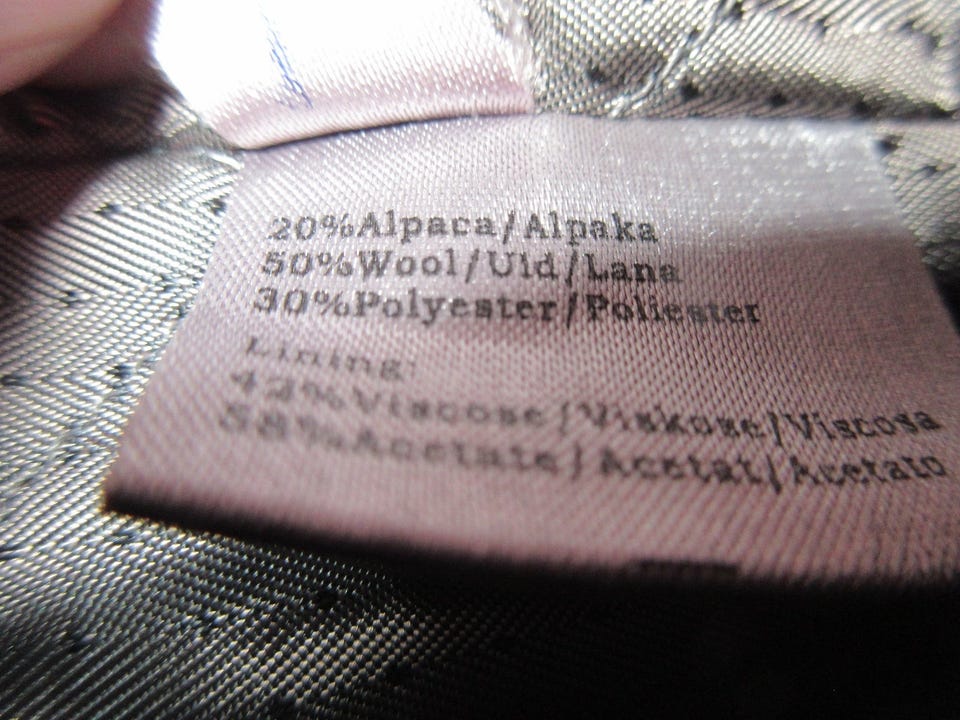 20%Alpaca/Alpaka
50%Wool/Uld/Lana
30%Polyester/Poliester
Lining:
42%Viscose/Viskose/Viscosa
58%Acetate/Acetat/Acetato